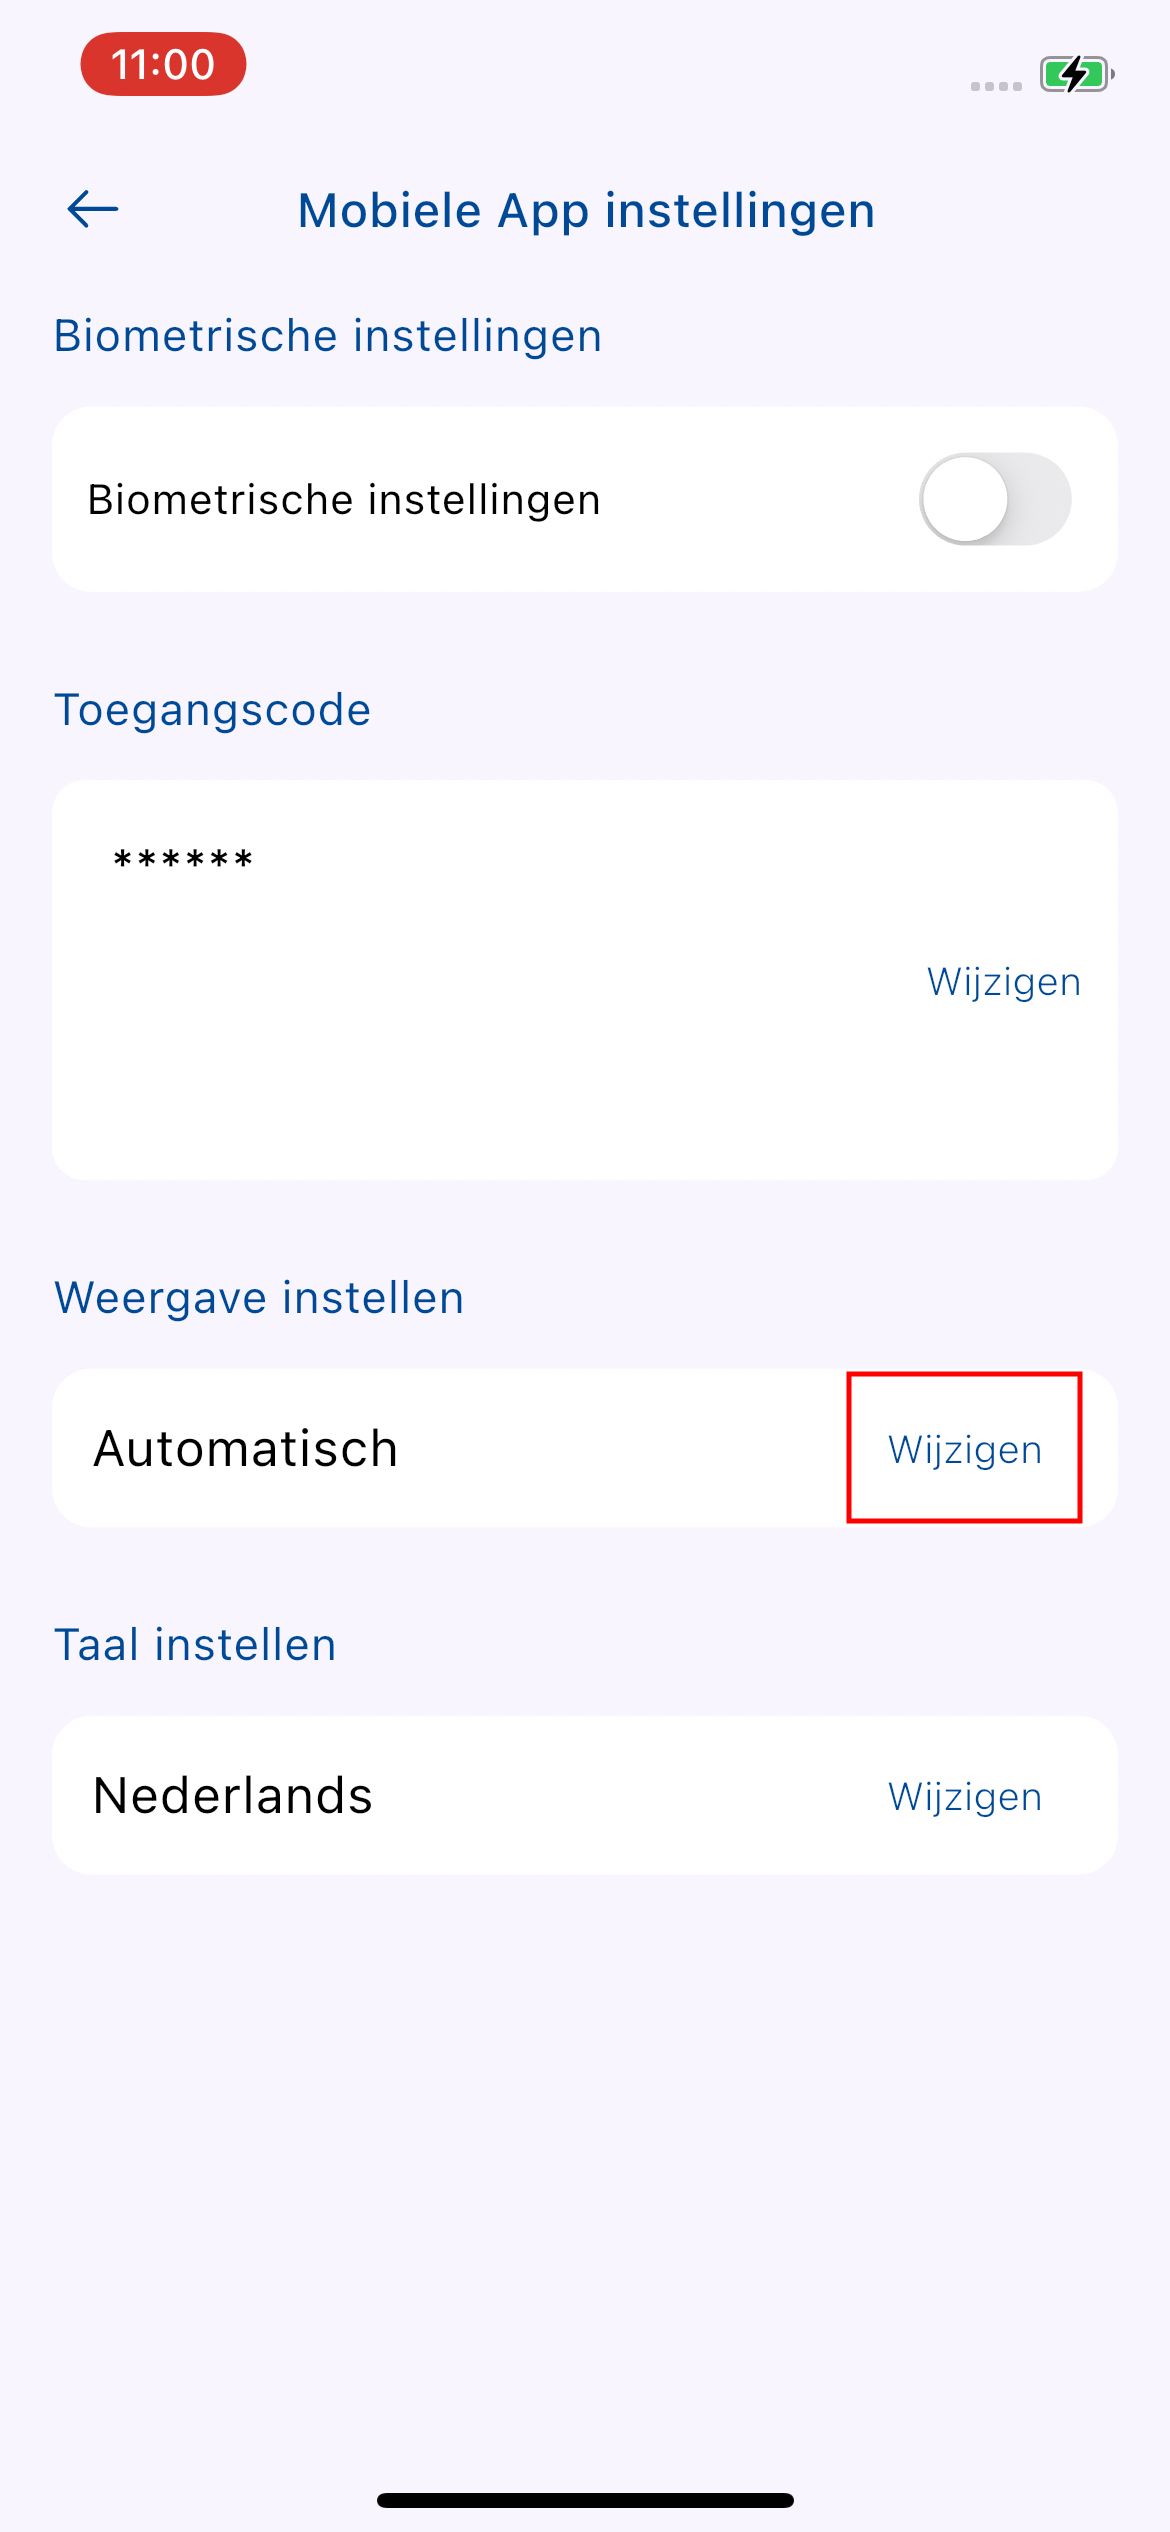 11:00
Mobiele App instellingen
Biometrische instellingen
Biometrische instellingen
Toegangscode
******
Wijzigen
Weergave instellen
Automatisch
Wijzigen
Taal instellen
Nederlands
Wijzigen